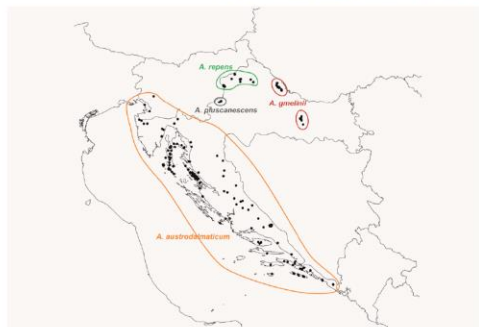 A. repens
A. gmelinii
A. pluscanescens
A. austrodalmaticum